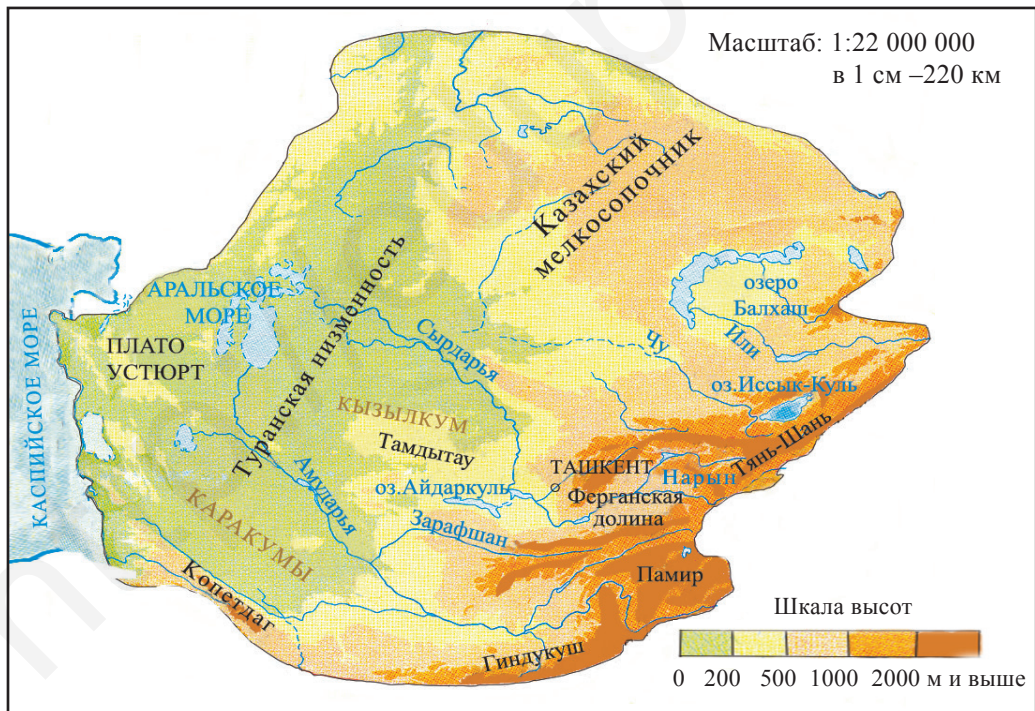 Масштаб: 1:22 000 000
в 1 см –220 км
Казахский
мелкосопочник
АРАЛЬСКОЕ
МОРЕ
озеро
Балхаш
КАСПИЙСКОЕ МОРЕ
ПЛАТО
УСТЮРТ
Туранская низменность
Сырдарья
Чу
Или
оз.Иссык-Куль
КЫЗЫЛКУМ
Тамдытау
ТАШКЕНТ
Нарын
Тянь-Шань
оз.Айдаркуль
Ферганская
долина
Амударья
Зарафшан
КАРАКУМЫ
Копетдаг
Памир
Гиндукуш
Шкала высот
0 200 500 1000 2000 м и выше